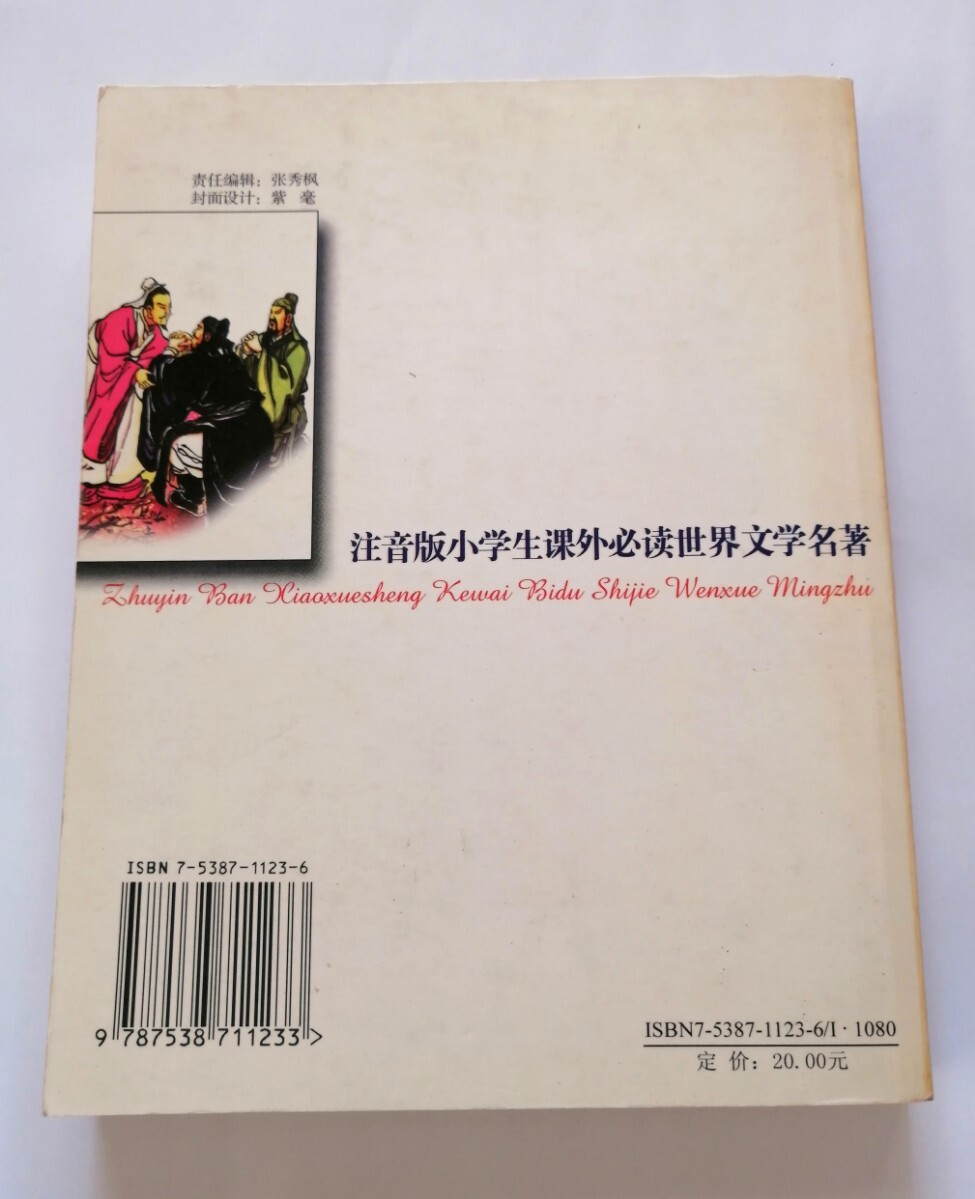 责任编辑：张秀枫
封面设计：紫 毫
注音版小学生课外必读世界文学名著
Zhuyin Ban Xiaoxuesheng Kewai Bidu Shijie Wenxue Mingzhu
ISBN 7-5387-1123-6
9 787538 711233 >
ISBN7-5387-1123-6/I · 1080
定 价：20.00元